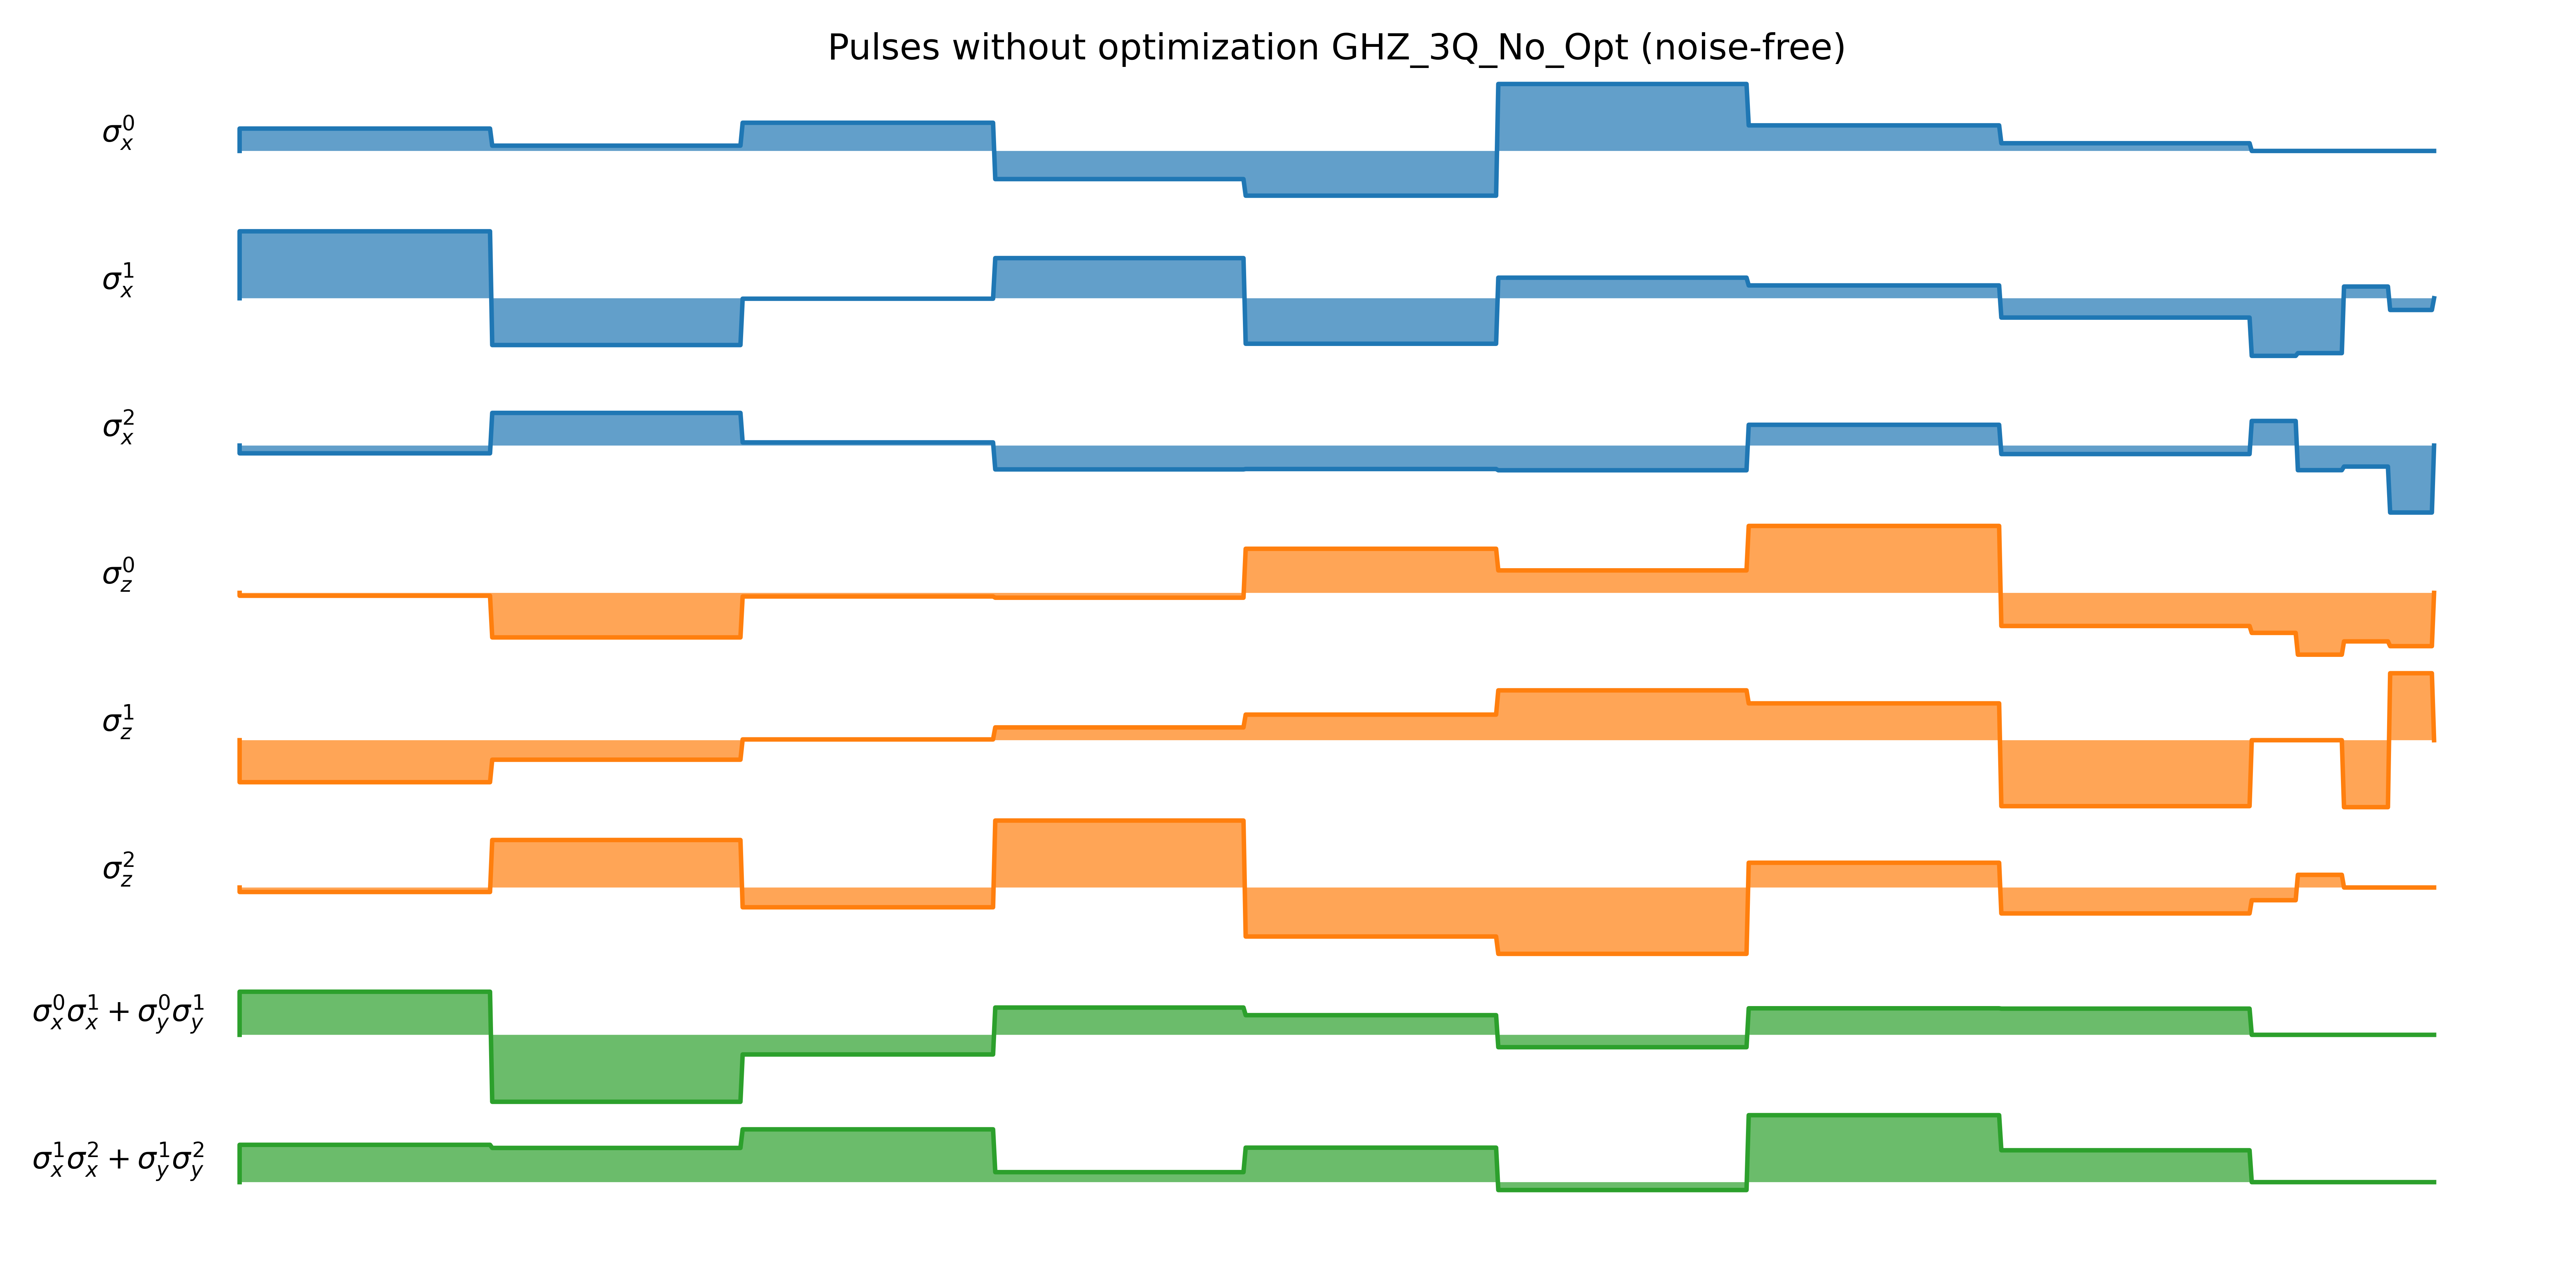 Pulses without optimization GHZ_3Q_No_Opt (noise-free)
σ_x^0
σ_x^1
σ_x^2
σ_z^0
σ_z^1
σ_z^2
σ_x^0σ_x^1 + σ_y^0σ_y^1
σ_x^1σ_x^2 + σ_y^1σ_y^2